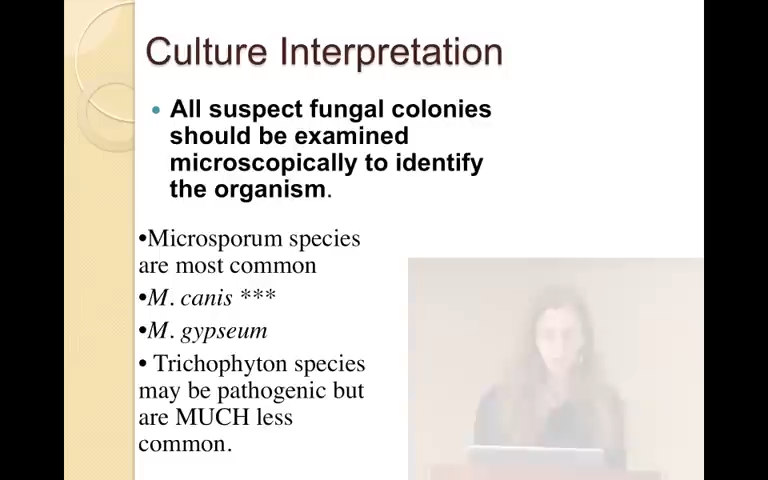 Culture Interpretation
• All suspect fungal colonies
should be examined
microscopically to identify
the organism.
•Microsporum species
are most common
•M. canis ***
•M. gypseum
• Trichophyton species
may be pathogenic but
are MUCH less
common.